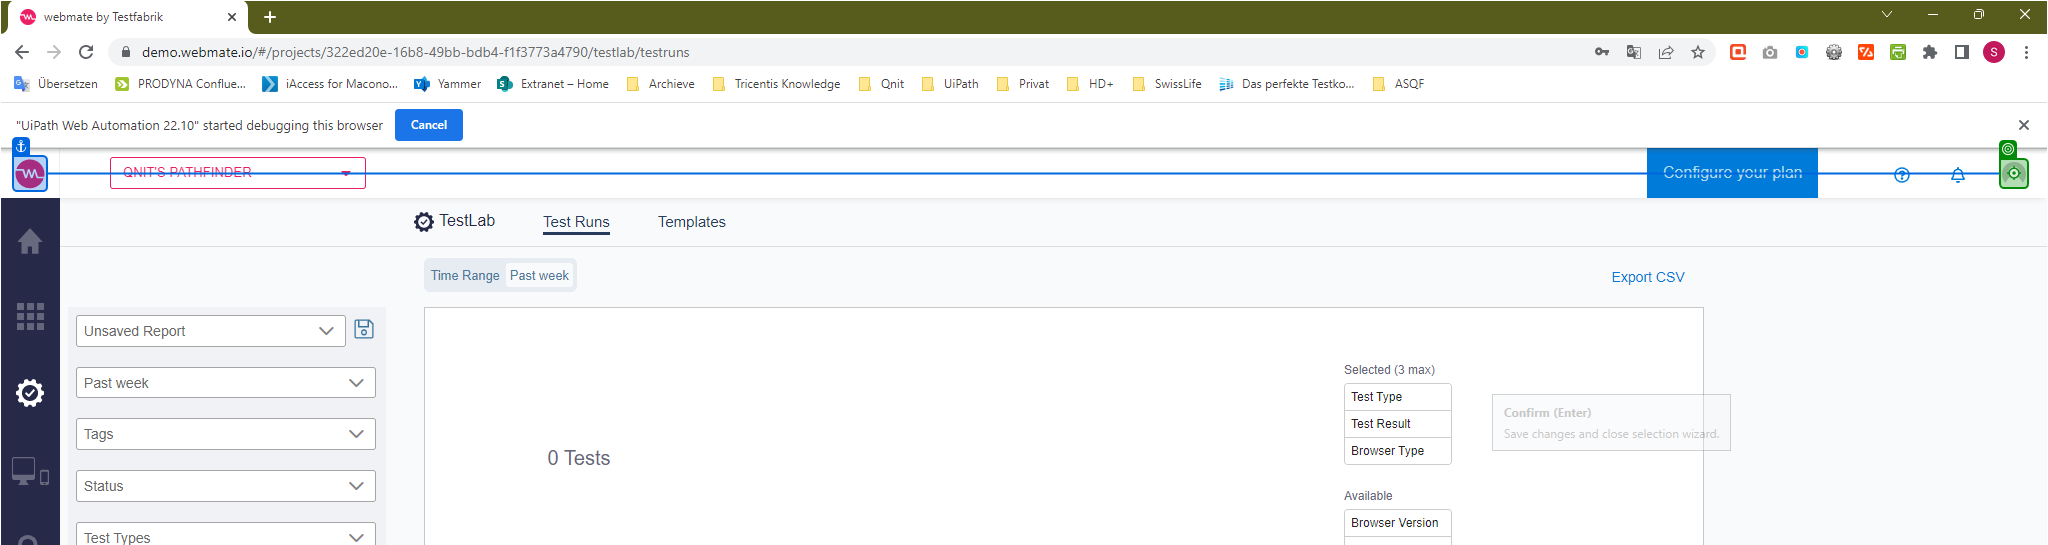 webmate by Testfabrik
demo.webmate.io/#/projects/322ed20e-16b8-49bb-bdb4-f1f3773a4790/testlab/testruns
S
Übersetzen PRODYNA Conflue... iAccess for Macono... Yammer Extranet – Home Archieve Tricentis Knowledge Qnit UiPath Privat HD+ SwissLife Das perfekte Testko... ASQF
"UiPath Web Automation 22.10" started debugging this browser Cancel
QNIT'S PATHFINDER Configure your plan
TestLab Test Runs Templates
Time Range Past week Export CSV
Unsaved Report
Past week
Tags
Status
Test Types
0 Tests
Selected (3 max)
Test Type
Test Result
Browser Type
Confirm (Enter)
Save changes and close selection wizard.
Available
Browser Version